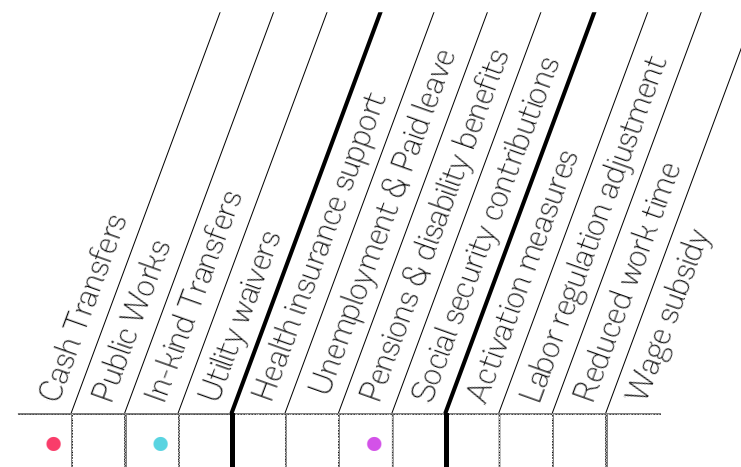 Cash Transfers
Public Works
In-kind Transfers
Utility waivers
Health insurance support
Unemployment & Paid leave
Pensions & disability benefits
Social security contributions
Activation measures
Labor regulation adjustment
Reduced work time
Wage subsidy